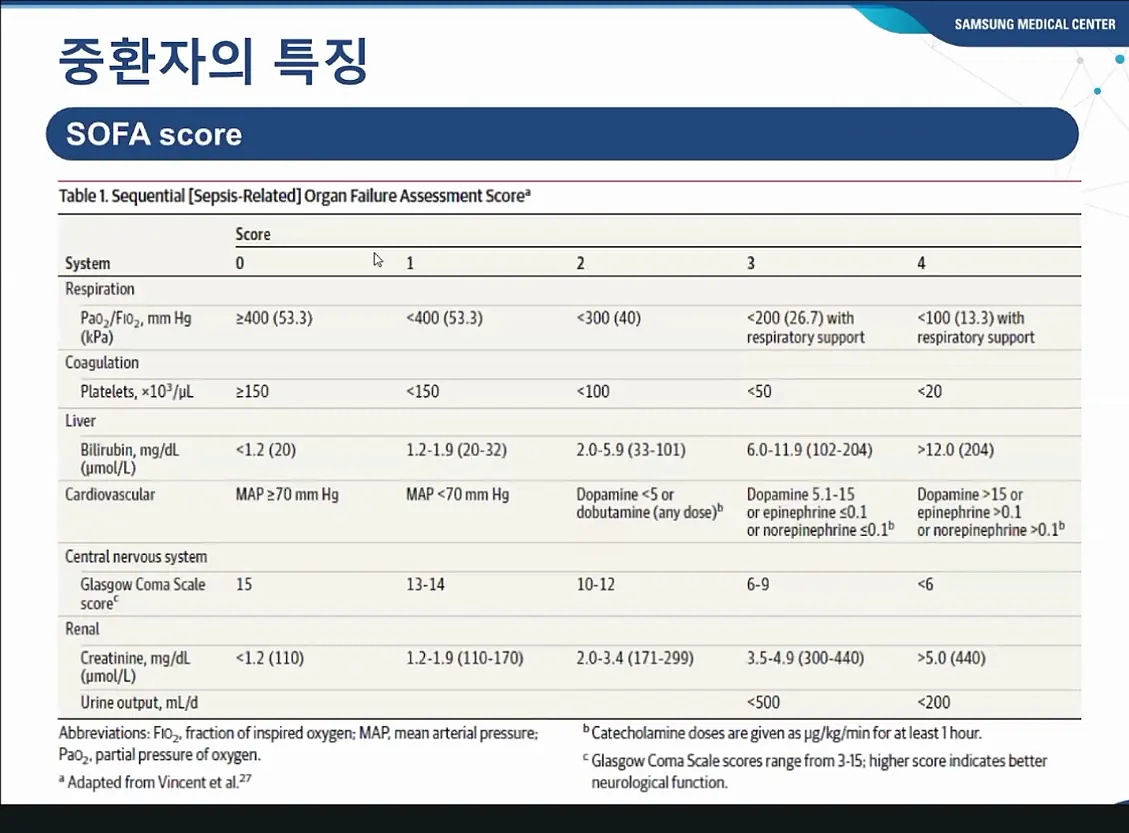 SAMSUNG MEDICAL CENTER
중환자의 특징
SOFA score
Table 1. Sequential [Sepsis-Related] Organ Failure Assessment Scoreᵃ
Score
System 0 1 2 3 4
Respiration
PaO₂/FIO₂, mm Hg ≥400 (53.3) <400 (53.3) <300 (40) <200 (26.7) with <100 (13.3) with
(kPa) respiratory support respiratory support
Coagulation
Platelets, ×10³/μL ≥150 <150 <100 <50 <20
Liver
Bilirubin, mg/dL <1.2 (20) 1.2-1.9 (20-32) 2.0-5.9 (33-101) 6.0-11.9 (102-204) >12.0 (204)
(μmol/L)
Cardiovascular MAP ≥70 mm Hg MAP <70 mm Hg Dopamine <5 or Dopamine 5.1-15 Dopamine >15 or
dobutamine (any dose)ᵇ or epinephrine ≤0.1 epinephrine >0.1
or norepinephrine ≤0.1ᵇ or norepinephrine >0.1ᵇ
Central nervous system
Glasgow Coma Scale 15 13-14 10-12 6-9 <6
scoreᶜ
Renal
Creatinine, mg/dL <1.2 (110) 1.2-1.9 (110-170) 2.0-3.4 (171-299) 3.5-4.9 (300-440) >5.0 (440)
(μmol/L)
Urine output, mL/d <500 <200
Abbreviations: FIO₂, fraction of inspired oxygen; MAP, mean arterial pressure;
PaO₂, partial pressure of oxygen.
ᵃ Adapted from Vincent et al.²⁷
ᵇ Catecholamine doses are given as μg/kg/min for at least 1 hour.
ᶜ Glasgow Coma Scale scores range from 3-15; higher score indicates better
neurological function.